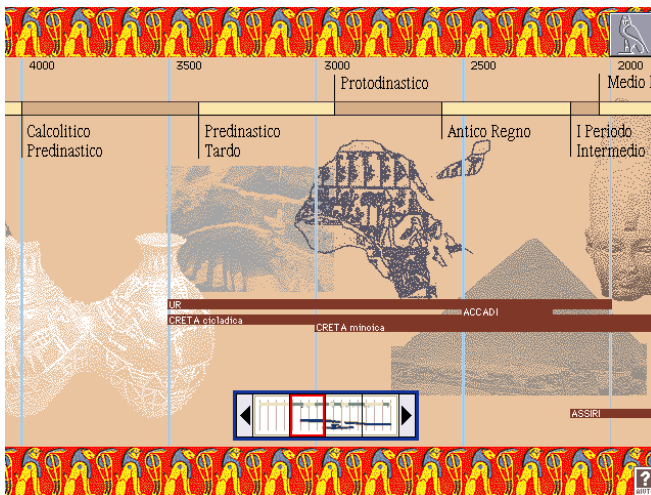 4000 3500 3000 2500 2000
Protodinastico
Medio
Calcolitico
Predinastico
Predinastico
Tardo
Antico Regno
I Periodo
Intermedio
UR
ACCADI
CRETA cicladica
CRETA minoica
ASSIRI
?